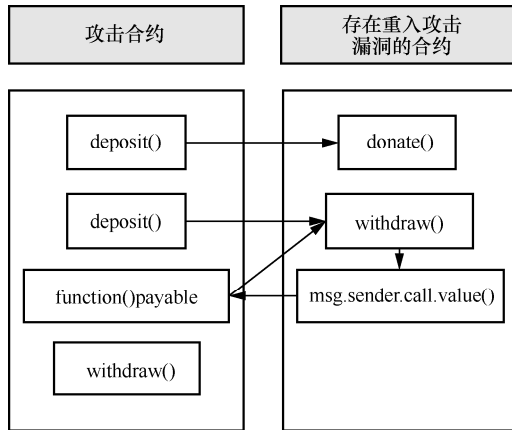 攻击合约
存在重入攻击
漏洞的合约
deposit()
donate()
deposit()
withdraw()
function()payable
msg.sender.call.value()
withdraw()